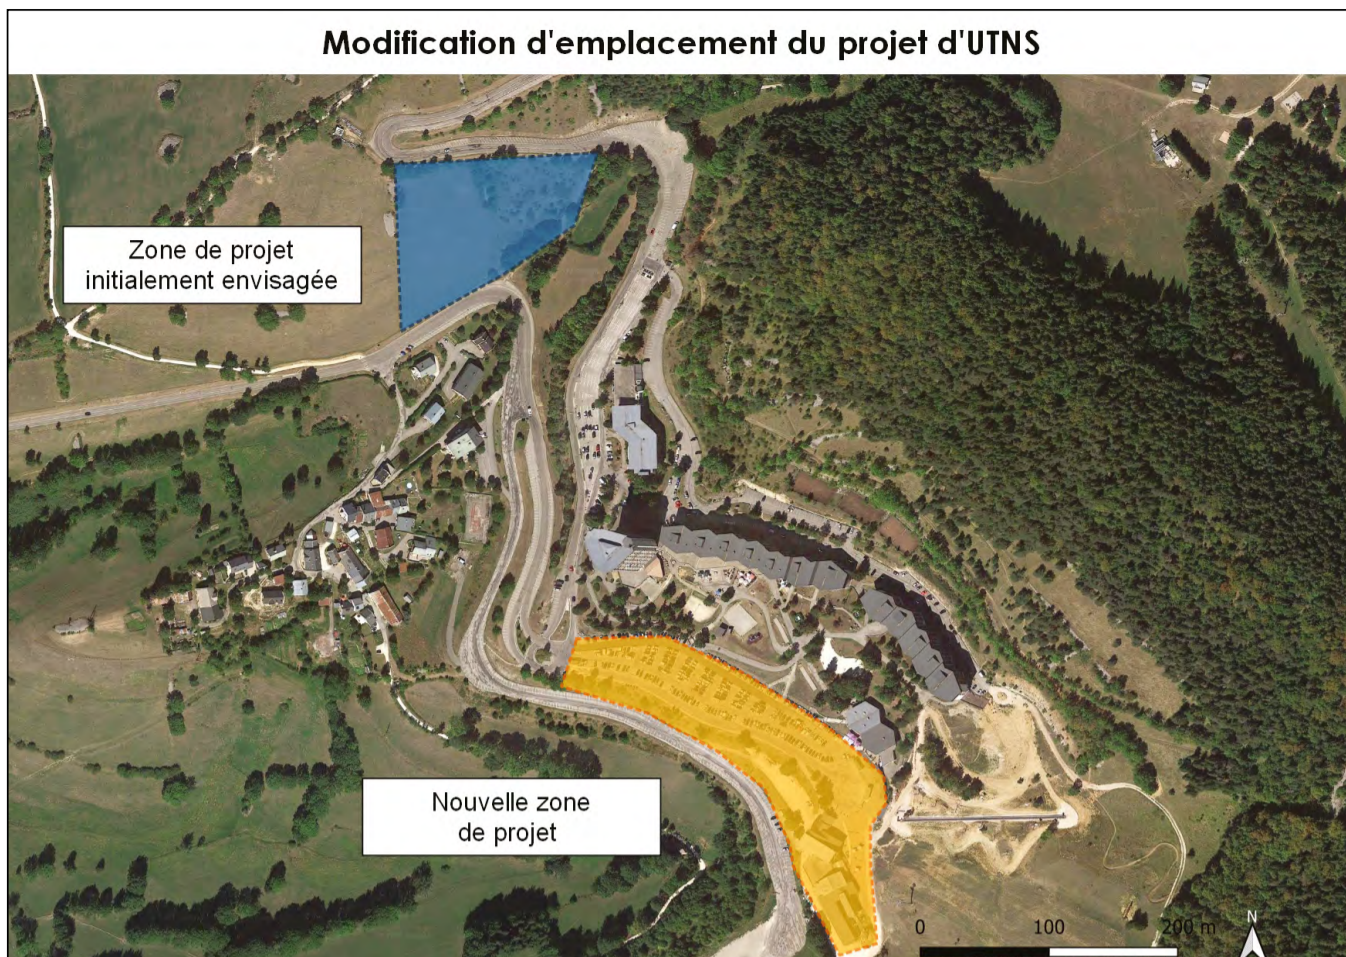 Modification d'emplacement du projet d'UTNS
Zone de projet
initialement envisagée
Nouvelle zone
de projet
0 100 200 m
N